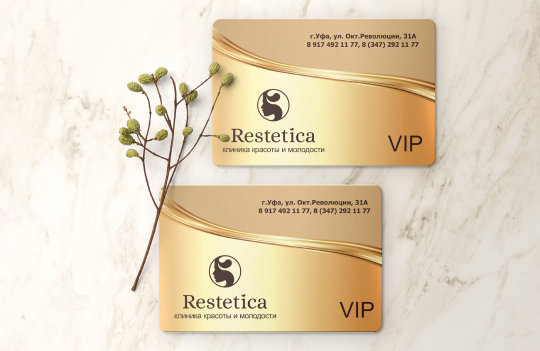 г.Уфа, ул. Окт.Революции, 31А
8 917 492 11 77, 8 (347) 292 11 77
Restetica
клиника красоты и молодости
VIP
г.Уфа, ул. Окт.Революции, 31А
8 917 492 11 77, 8 (347) 292 11 77
Restetica
клиника красоты и молодости
VIP